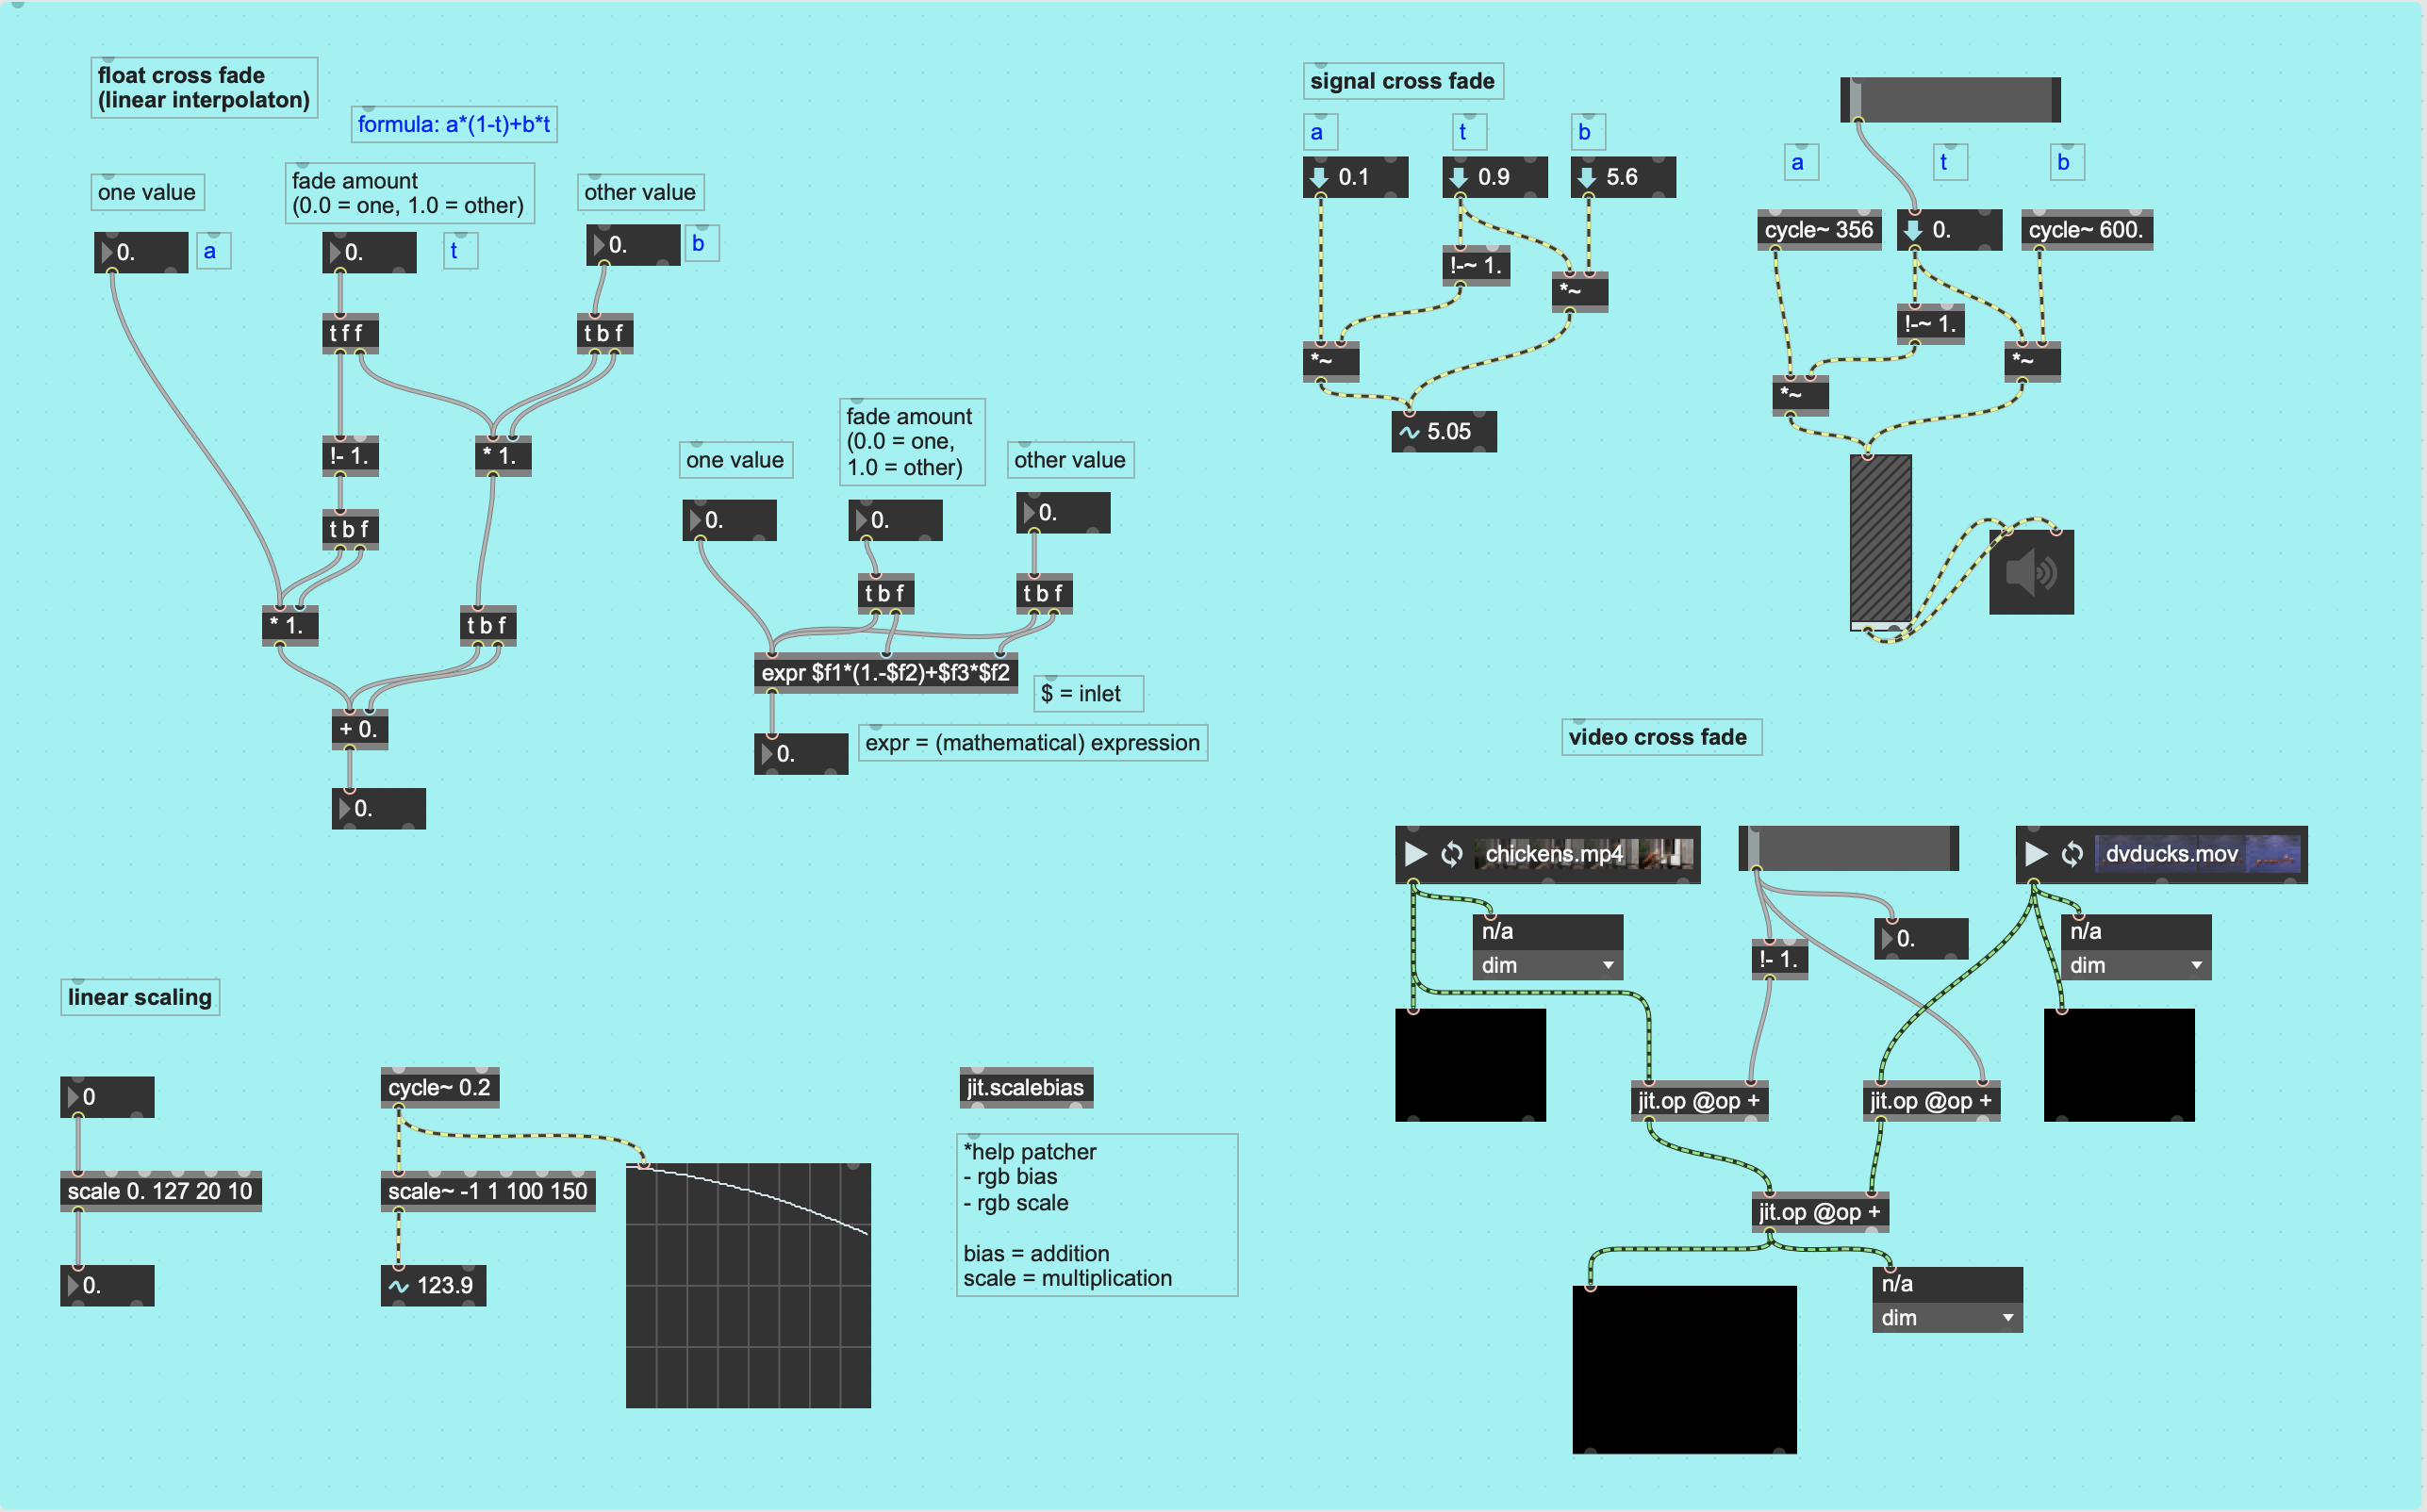 float cross fade
(linear interpolaton)
formula: a*(1-t)+b*t
one value
fade amount
(0.0 = one, 1.0 = other)
other value
0.
a
0.
t
0.
b
t f f
t b f
!- 1.
* 1.
t b f
* 1.
t b f
+ 0.
0.
one value
fade amount
(0.0 = one,
1.0 = other)
other value
0.
0.
0.
t b f
t b f
expr $f1*(1.-$f2)+$f3*$f2
$ = inlet
0.
expr = (mathematical) expression
signal cross fade
a
t
b
0.1
0.9
5.6
!-~ 1.
*~
*~
5.05
a
t
b
cycle~ 356
0.
cycle~ 600.
!-~ 1.
*~
*~
video cross fade
chickens.mp4
dvducks.mov
n/a
dim
!- 1.
0.
n/a
dim
jit.op @op +
jit.op @op +
jit.op @op +
n/a
dim
linear scaling
0
scale 0. 127 20 10
0.
cycle~ 0.2
scale~ -1 1 100 150
123.9
jit.scalebias
*help patcher
- rgb bias
- rgb scale
bias = addition
scale = multiplication